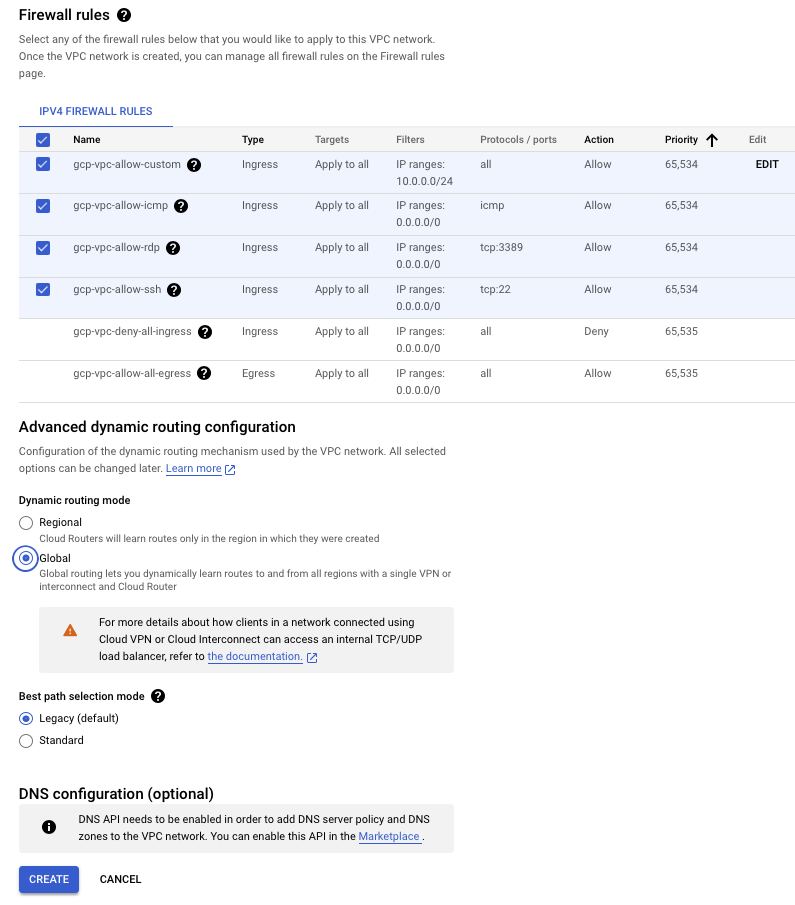 Firewall rules
Select any of the firewall rules below that you would like to apply to this VPC network.
Once the VPC network is created, you can manage all firewall rules on the Firewall rules
page.
IPV4 FIREWALL RULES
Name Type Targets Filters Protocols / ports Action Priority Edit
gcp-vpc-allow-custom Ingress Apply to all IP ranges: all Allow 65,534 EDIT
10.0.0.0/24
gcp-vpc-allow-icmp Ingress Apply to all IP ranges: icmp Allow 65,534
0.0.0.0/0
gcp-vpc-allow-rdp Ingress Apply to all IP ranges: tcp:3389 Allow 65,534
0.0.0.0/0
gcp-vpc-allow-ssh Ingress Apply to all IP ranges: tcp:22 Allow 65,534
0.0.0.0/0
gcp-vpc-deny-all-ingress Ingress Apply to all IP ranges: all Deny 65,535
0.0.0.0/0
gcp-vpc-allow-all-egress Egress Apply to all IP ranges: all Allow 65,535
0.0.0.0/0
Advanced dynamic routing configuration
Configuration of the dynamic routing mechanism used by the VPC network. All selected
options can be changed later. Learn more
Dynamic routing mode
Regional
Cloud Routers will learn routes only in the region in which they were created
Global
Global routing lets you dynamically learn routes to and from all regions with a single VPN or
interconnect and Cloud Router
For more details about how clients in a network connected using
Cloud VPN or Cloud Interconnect can access an internal TCP/UDP
load balancer, refer to the documentation.
Best path selection mode
Legacy (default)
Standard
DNS configuration (optional)
DNS API needs to be enabled in order to add DNS server policy and DNS
zones to the VPC network. You can enable this API in the Marketplace .
CREATE CANCEL